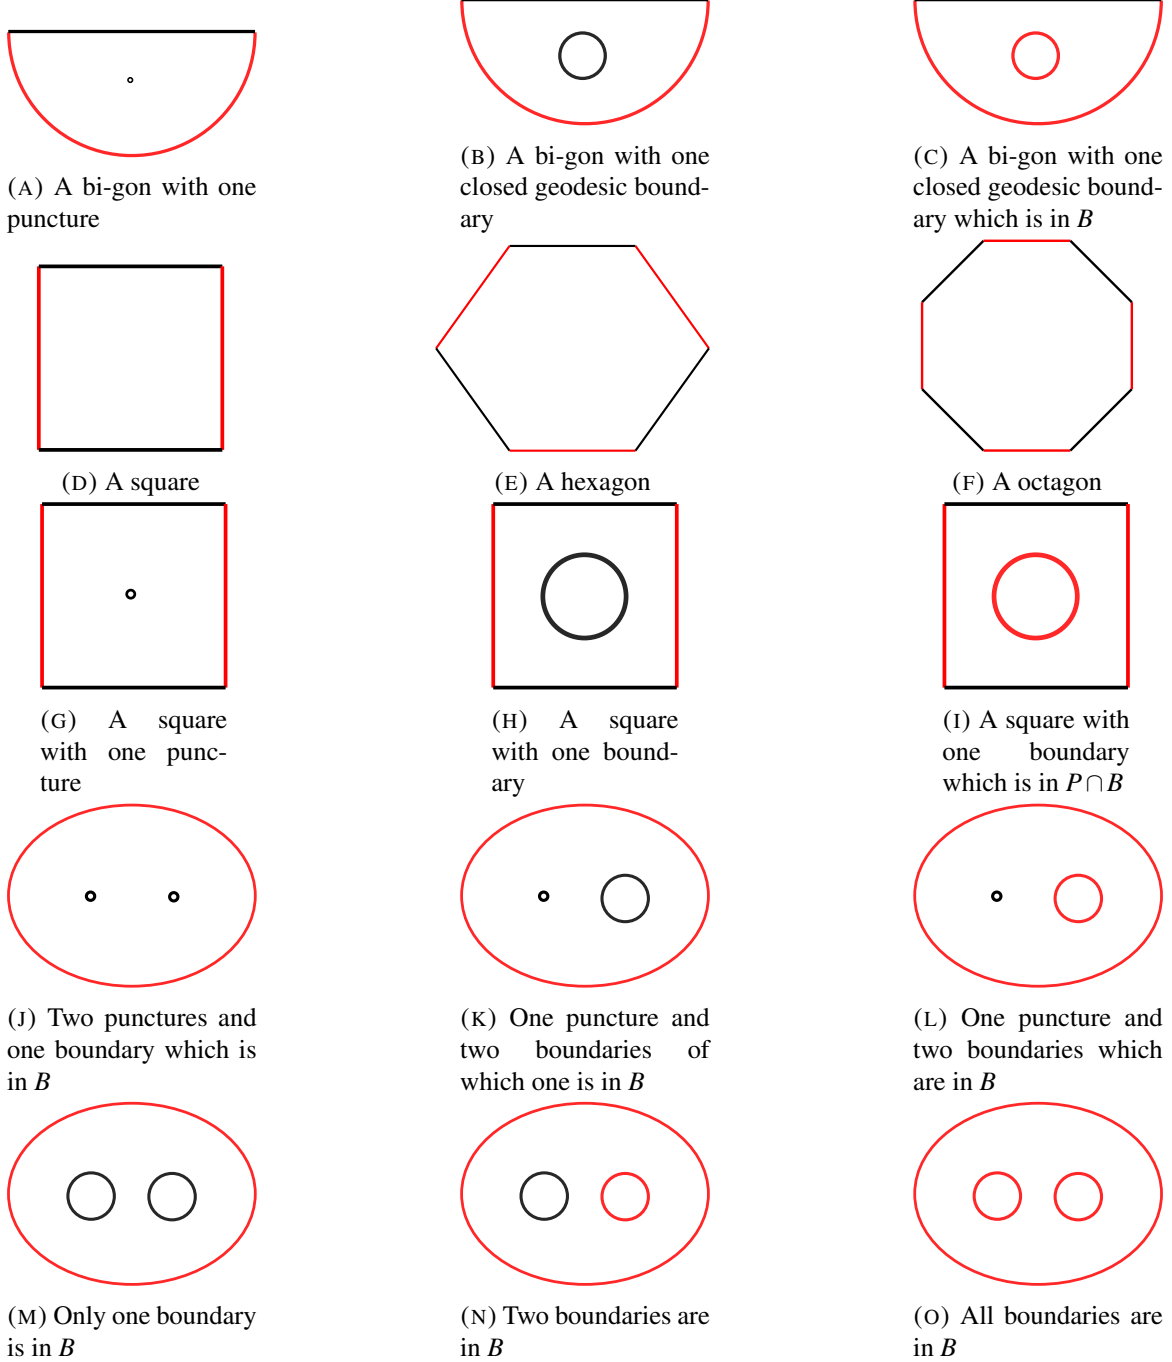 (A) A bi-gon with one
puncture
(B) A bi-gon with one
closed geodesic bound-
ary
(C) A bi-gon with one
closed geodesic bound-
ary which is in B
(D) A square
(E) A hexagon
(F) A octagon
(G) A square
with one punc-
ture
(H) A square
with one bound-
ary
(I) A square with
one boundary
which is in P ∩ B
(J) Two punctures and
one boundary which is
in B
(K) One puncture and
two boundaries of
which one is in B
(L) One puncture and
two boundaries which
are in B
(M) Only one boundary
is in B
(N) Two boundaries are
in B
(O) All boundaries are
in B